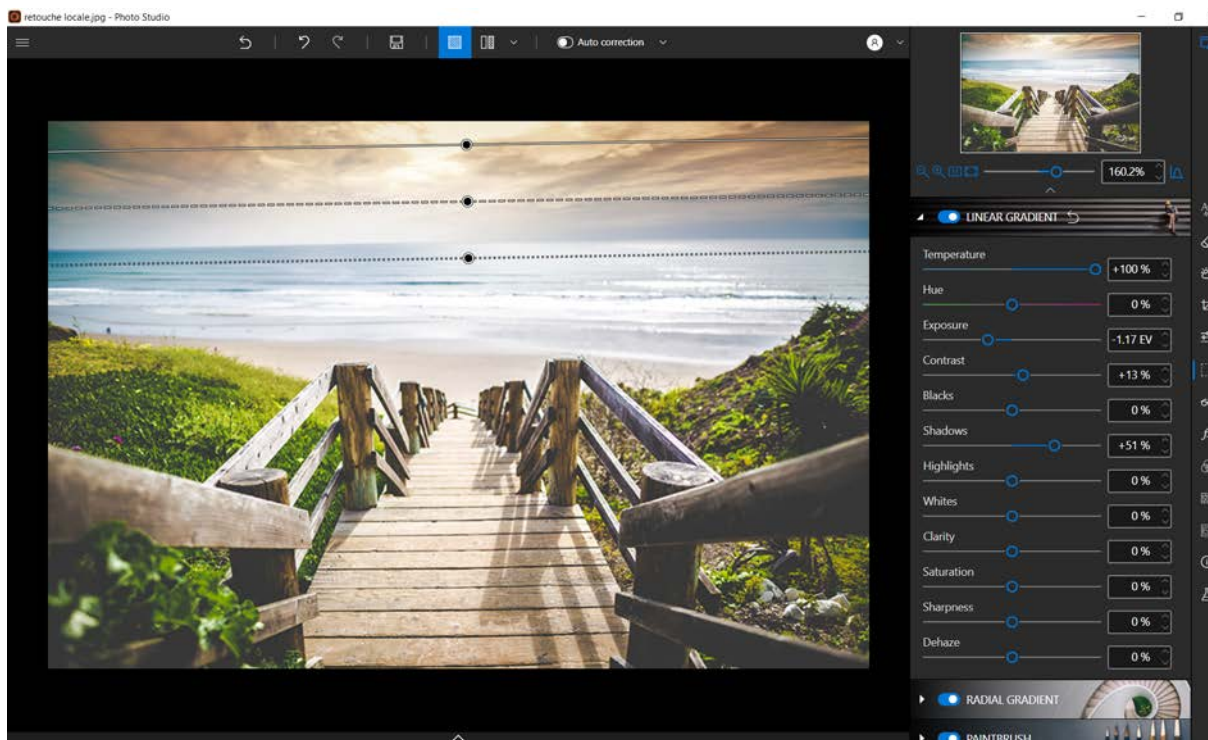 retouche locale.jpg - Photo Studio
Auto correction
160.2%
LINEAR GRADIENT
Temperature
+100 %
Hue
0 %
Exposure
-1.17 EV
Contrast
+13 %
Blacks
0 %
Shadows
+51 %
Highlights
0 %
Whites
0 %
Clarity
0 %
Saturation
0 %
Sharpness
0 %
Dehaze
0 %
RADIAL GRADIENT
PAINTBRUSH